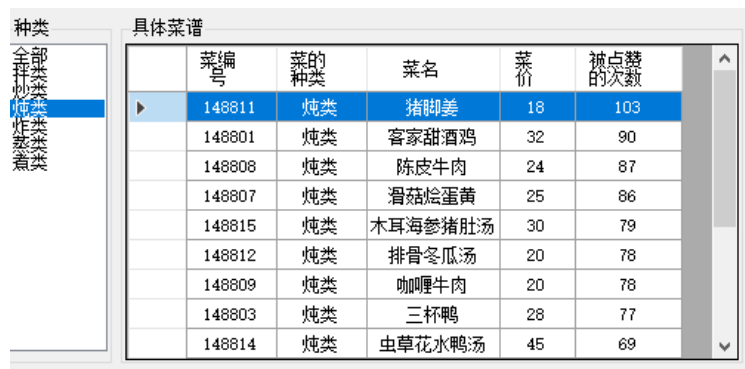 种类
全部
拌类
炒类
炖类
炸类
蒸类
煮类
具体菜谱
菜编号 菜的种类 菜名 菜价 被点赞的次数
148811 炖类 猪脚姜 18 103
148801 炖类 客家甜酒鸡 32 90
148808 炖类 陈皮牛肉 24 87
148807 炖类 滑菇烩蛋黄 25 86
148815 炖类 木耳海参猪肚汤 30 79
148812 炖类 排骨冬瓜汤 20 78
148809 炖类 咖喱牛肉 20 78
148803 炖类 三杯鸭 28 77
148814 炖类 虫草花水鸭汤 45 69